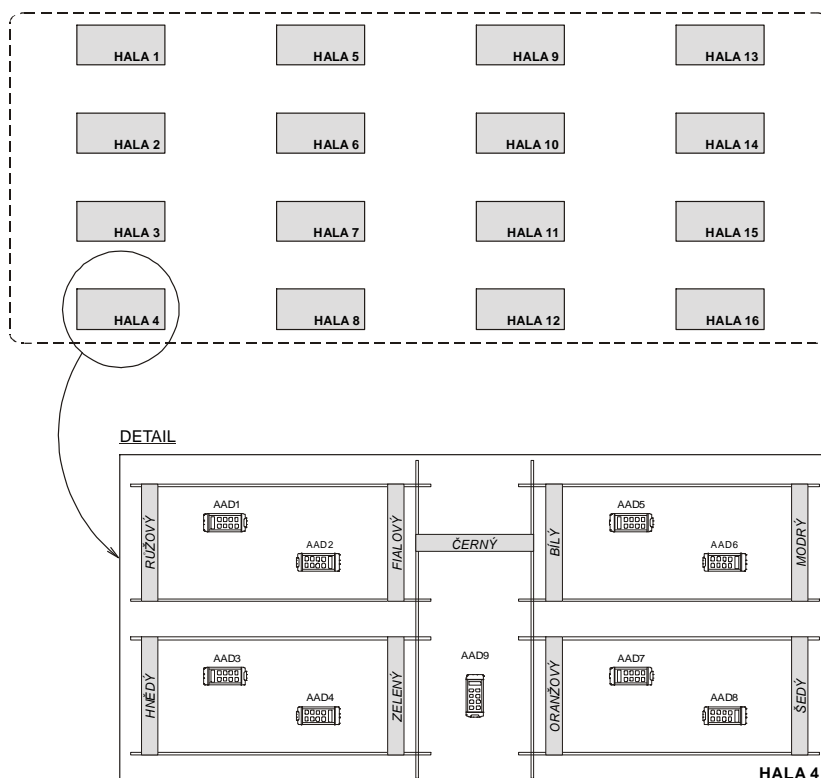 HALA 1
HALA 5
HALA 9
HALA 13
HALA 2
HALA 6
HALA 10
HALA 14
HALA 3
HALA 7
HALA 11
HALA 15
HALA 4
HALA 8
HALA 12
HALA 16
DETAIL
RŮŽOVÝ
AAD1
AAD2
FIALOVÝ
ČERNÝ
BÍLÝ
AAD5
AAD6
MODRÝ
HNĚDÝ
AAD3
AAD4
ZELENÝ
AAD9
ORANŽOVÝ
AAD7
AAD8
ŠEDÝ
HALA 4